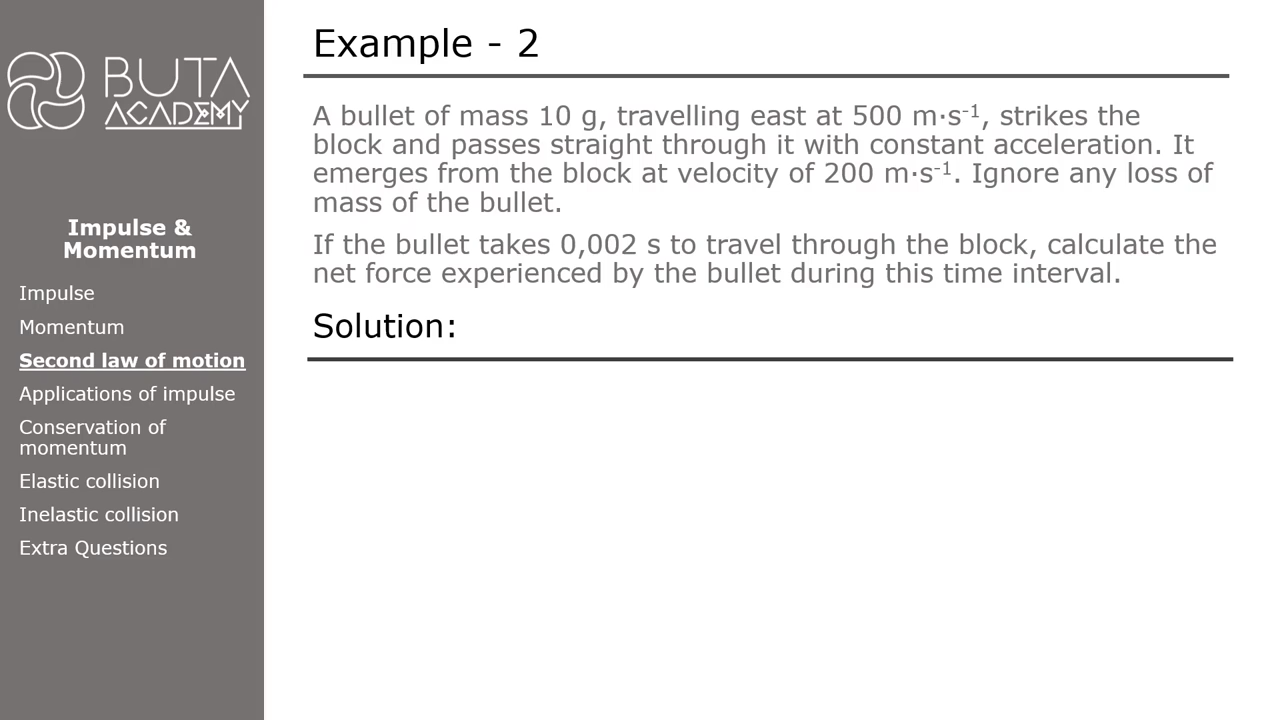 BUTA
ACADEMY
Impulse &
Momentum
Impulse
Momentum
Second law of motion
Applications of impulse
Conservation of
momentum
Elastic collision
Inelastic collision
Extra Questions
Example - 2
A bullet of mass 10 g, travelling east at 500 m·s⁻¹, strikes the
block and passes straight through it with constant acceleration. It
emerges from the block at velocity of 200 m·s⁻¹. Ignore any loss of
mass of the bullet.
If the bullet takes 0,002 s to travel through the block, calculate the
net force experienced by the bullet during this time interval.
Solution: